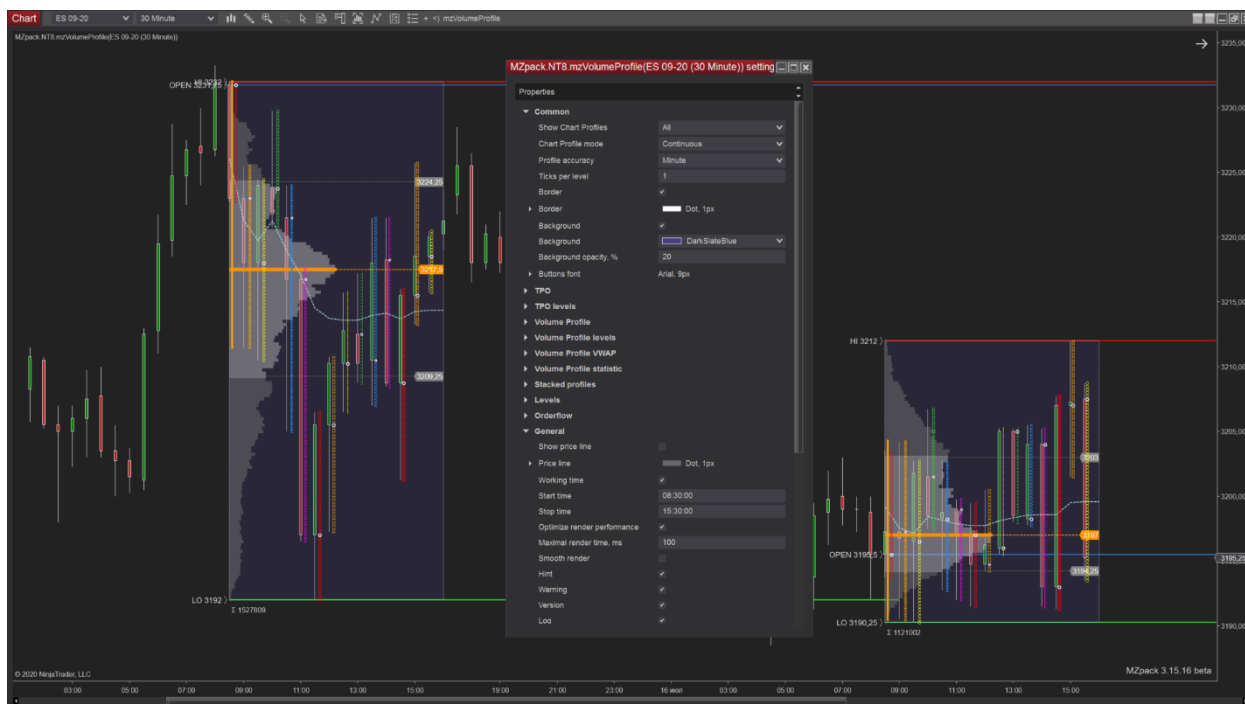 Chart ES 09-20 30 Minute mzVolumeProfile
MZpack.NT8.mzVolumeProfile(ES 09-20 (30 Minute))
MZpack.NT8.mzVolumeProfile(ES 09-20 (30 Minute)) setting
Properties
Common
Show Chart Profiles All
Chart Profile mode Continuous
Profile accuracy Minute
Ticks per level 1
Border
Border Dot, 1px
Background
Background DarkSlateBlue
Background opacity, % 20
Buttons font Arial, 9px
TPO
TPO levels
Volume Profile
Volume Profile levels
Volume Profile VWAP
Volume Profile statistic
Stacked profiles
Levels
Orderflow
General
Show price line
Price line Dot, 1px
Working time
Start time 08:30:00
Stop time 15:30:00
Optimize render performance
Maximal render time, ms 100
Smooth render
Hint
Warning
Version
Log
HI 3232
OPEN 3231,75
3224,25
3217,5
3209,25
LO 3192
Σ 1527809
HI 3212
3203
3197
OPEN 3195,5
3194,25
LO 3190,25
Σ 1121002
3235,00
3230,00
3225,00
3220,00
3215,00
3210,00
3205,00
3200,00
3195,25
3190,00
© 2020 NinjaTrader, LLC
MZpack 3.15.16 beta
03:00 05:00 07:00 09:00 11:00 13:00 15:00 19:00 21:00 23:00 16 июл 03:00 05:00 07:00 09:00 11:00 13:00 15:00